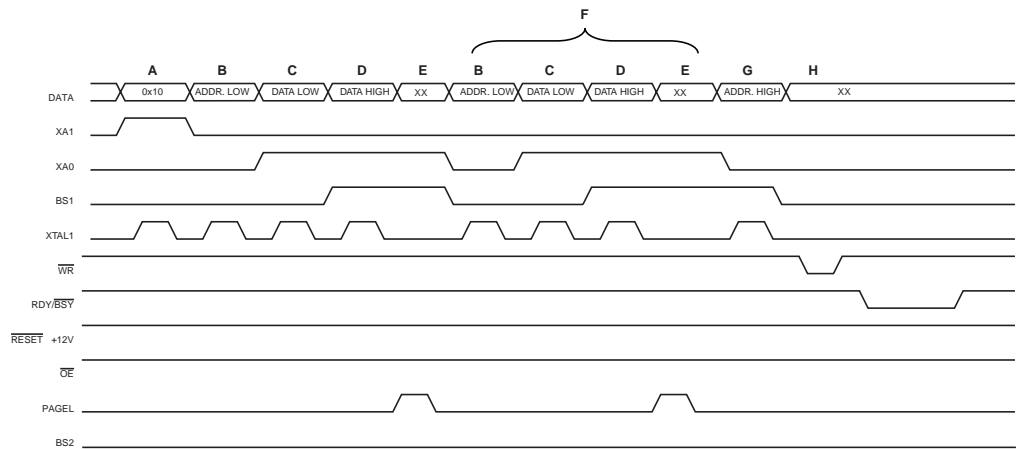 F
A B C D E B C D E G H
DATA 0x10 ADDR. LOW DATA LOW DATA HIGH XX ADDR. LOW DATA LOW DATA HIGH XX ADDR. HIGH XX
XA1
XA0
BS1
XTAL1
WR
RDY/BSY
RESET +12V
OE
PAGEL
BS2